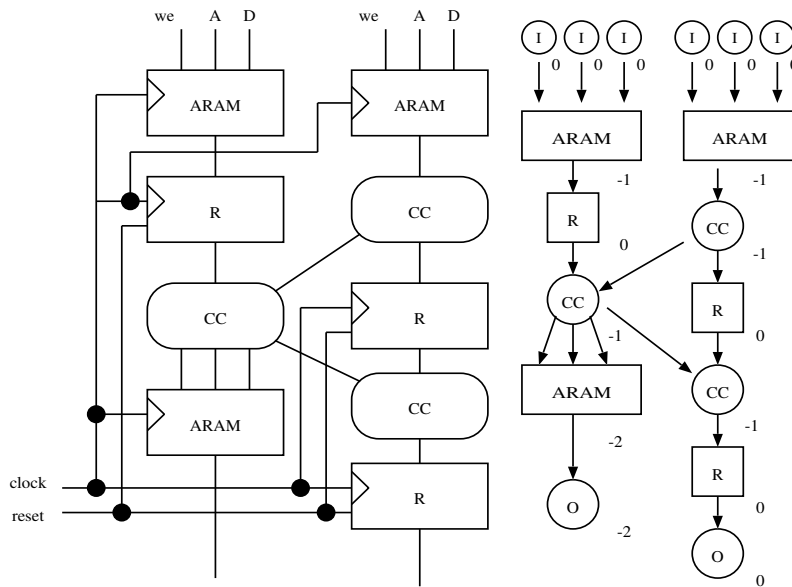 we A D we A D
I I I I I I
0 0 0 0 0 0
ARAM ARAM ARAM ARAM
-1 -1
R CC R CC
0 -1
CC R CC R
-1 0
ARAM CC ARAM CC
-2 -1
clock
R R
reset
O 0
-2
O
0